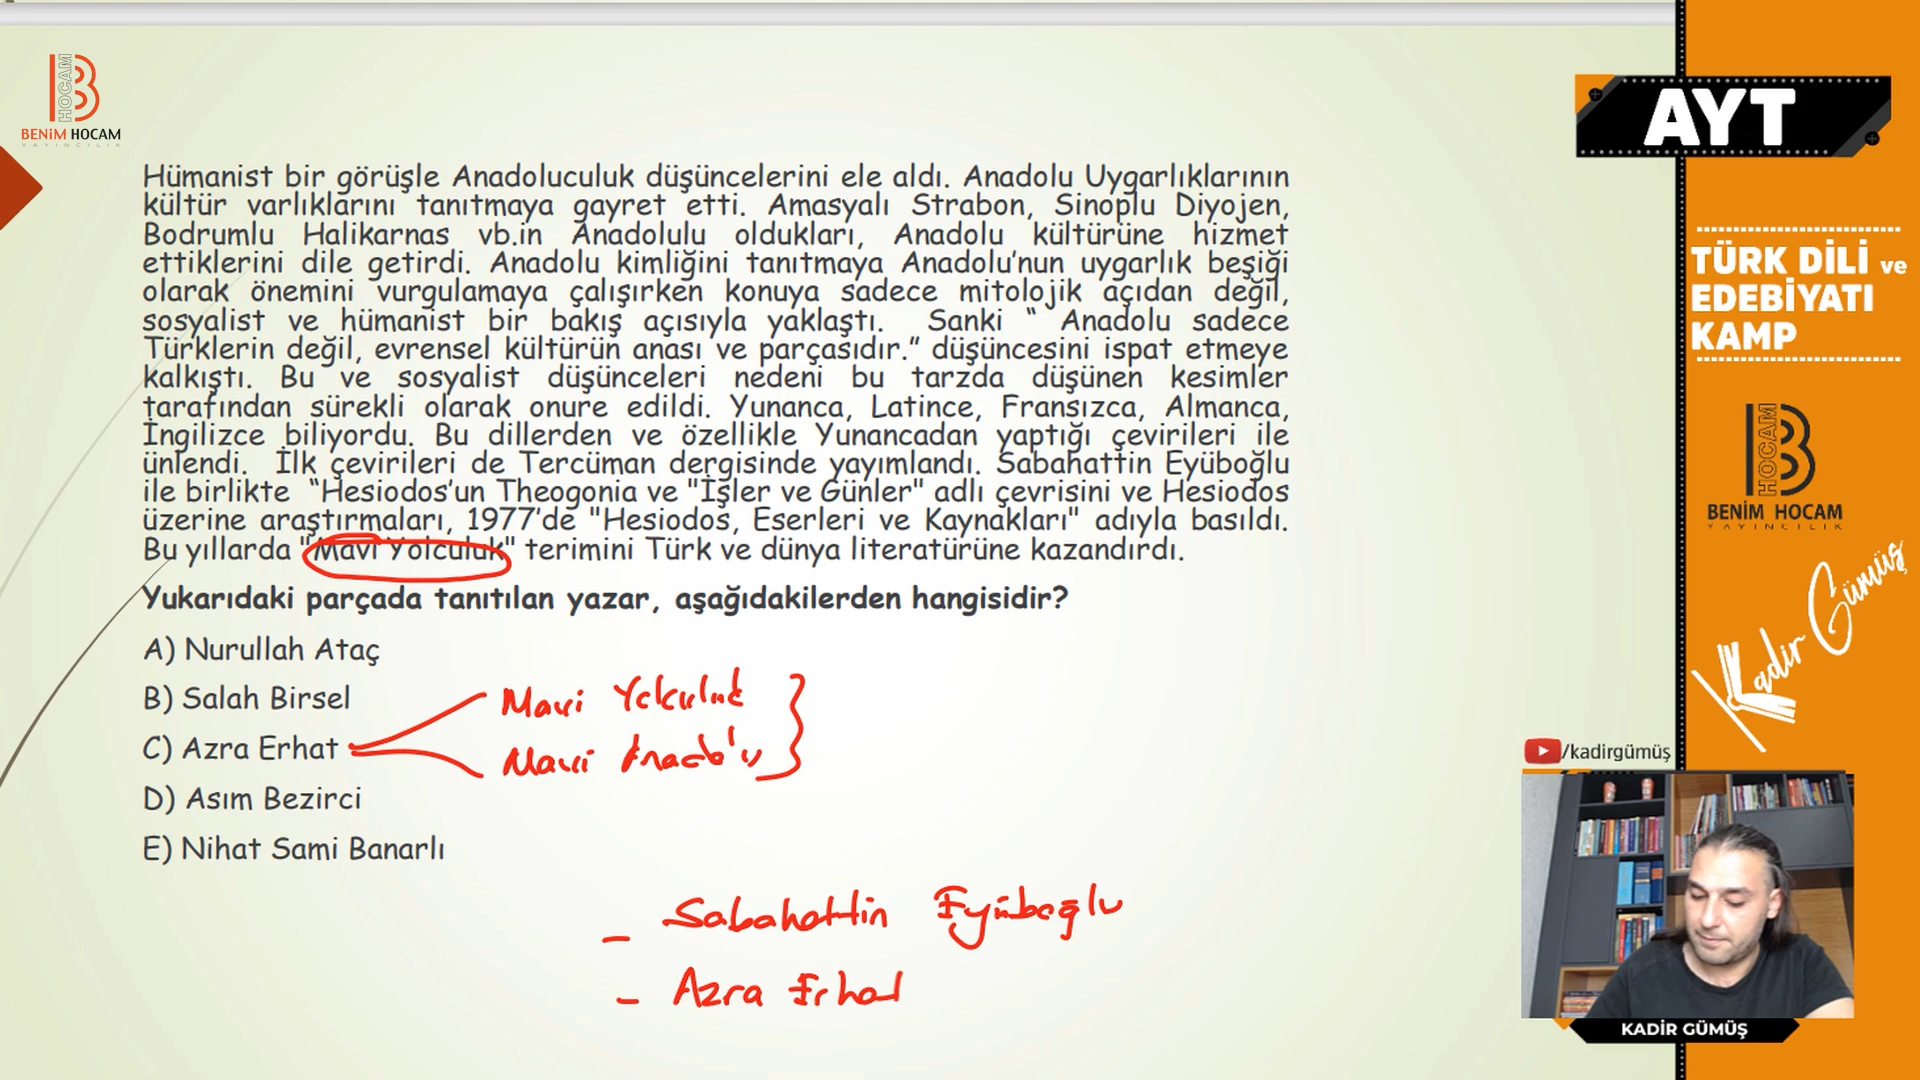 HOCAM
BENİM HOCAM
YAYINCILIK
AYT
Hümanist bir görüşle Anadoluculuk düşüncelerini ele aldı. Anadolu Uygarlıklarının
kültür varlıklarını tanıtmaya gayret etti. Amasyalı Strabon, Sinoplu Diyojen,
Bodrumlu Halikarnas vb.in Anadolulu oldukları, Anadolu kültürüne hizmet
ettiklerini dile getirdi. Anadolu kimliğini tanıtmaya Anadolu’nun uygarlık beşiği
olarak önemini vurgulamaya çalışırken konuya sadece mitolojik açıdan değil,
sosyalist ve hümanist bir bakış açısıyla yaklaştı. Sanki “ Anadolu sadece
Türklerin değil, evrensel kültürün anası ve parçasıdır.” düşüncesini ispat etmeye
kalkıştı. Bu ve sosyalist düşünceleri nedeni bu tarzda düşünen kesimler
tarafından sürekli olarak onure edildi. Yunanca, Latince, Fransızca, Almanca,
İngilizce biliyordu. Bu dillerden ve özellikle Yunancadan yaptığı çevirileri ile
ünlendi. İlk çevirileri de Tercüman dergisinde yayımlandı. Sabahattin Eyüboğlu
ile birlikte “Hesiodos’un Theogonia ve "İşler ve Günler" adlı çevrisini ve Hesiodos
üzerine araştırmaları, 1977’de "Hesiodos, Eserleri ve Kaynakları" adıyla basıldı.
Bu yıllarda "Mavi Yolculuk" terimini Türk ve dünya literatürüne kazandırdı.
Yukarıdaki parçada tanıtılan yazar, aşağıdakilerden hangisidir?
A) Nurullah Ataç
B) Salah Birsel
C) Azra Erhat
D) Asım Bezirci
E) Nihat Sami Banarlı
Mavi Yolculuk
Mavi Anadolu
- Sabahattin Eyüboğlu
- Azra Erhat
TÜRK DİLİ ve
EDEBİYATI
KAMP
HOCAM
BENİM HOCAM
YAYINCILIK
Kadir Gümüş
/kadirgümüş
KADİR GÜMÜŞ